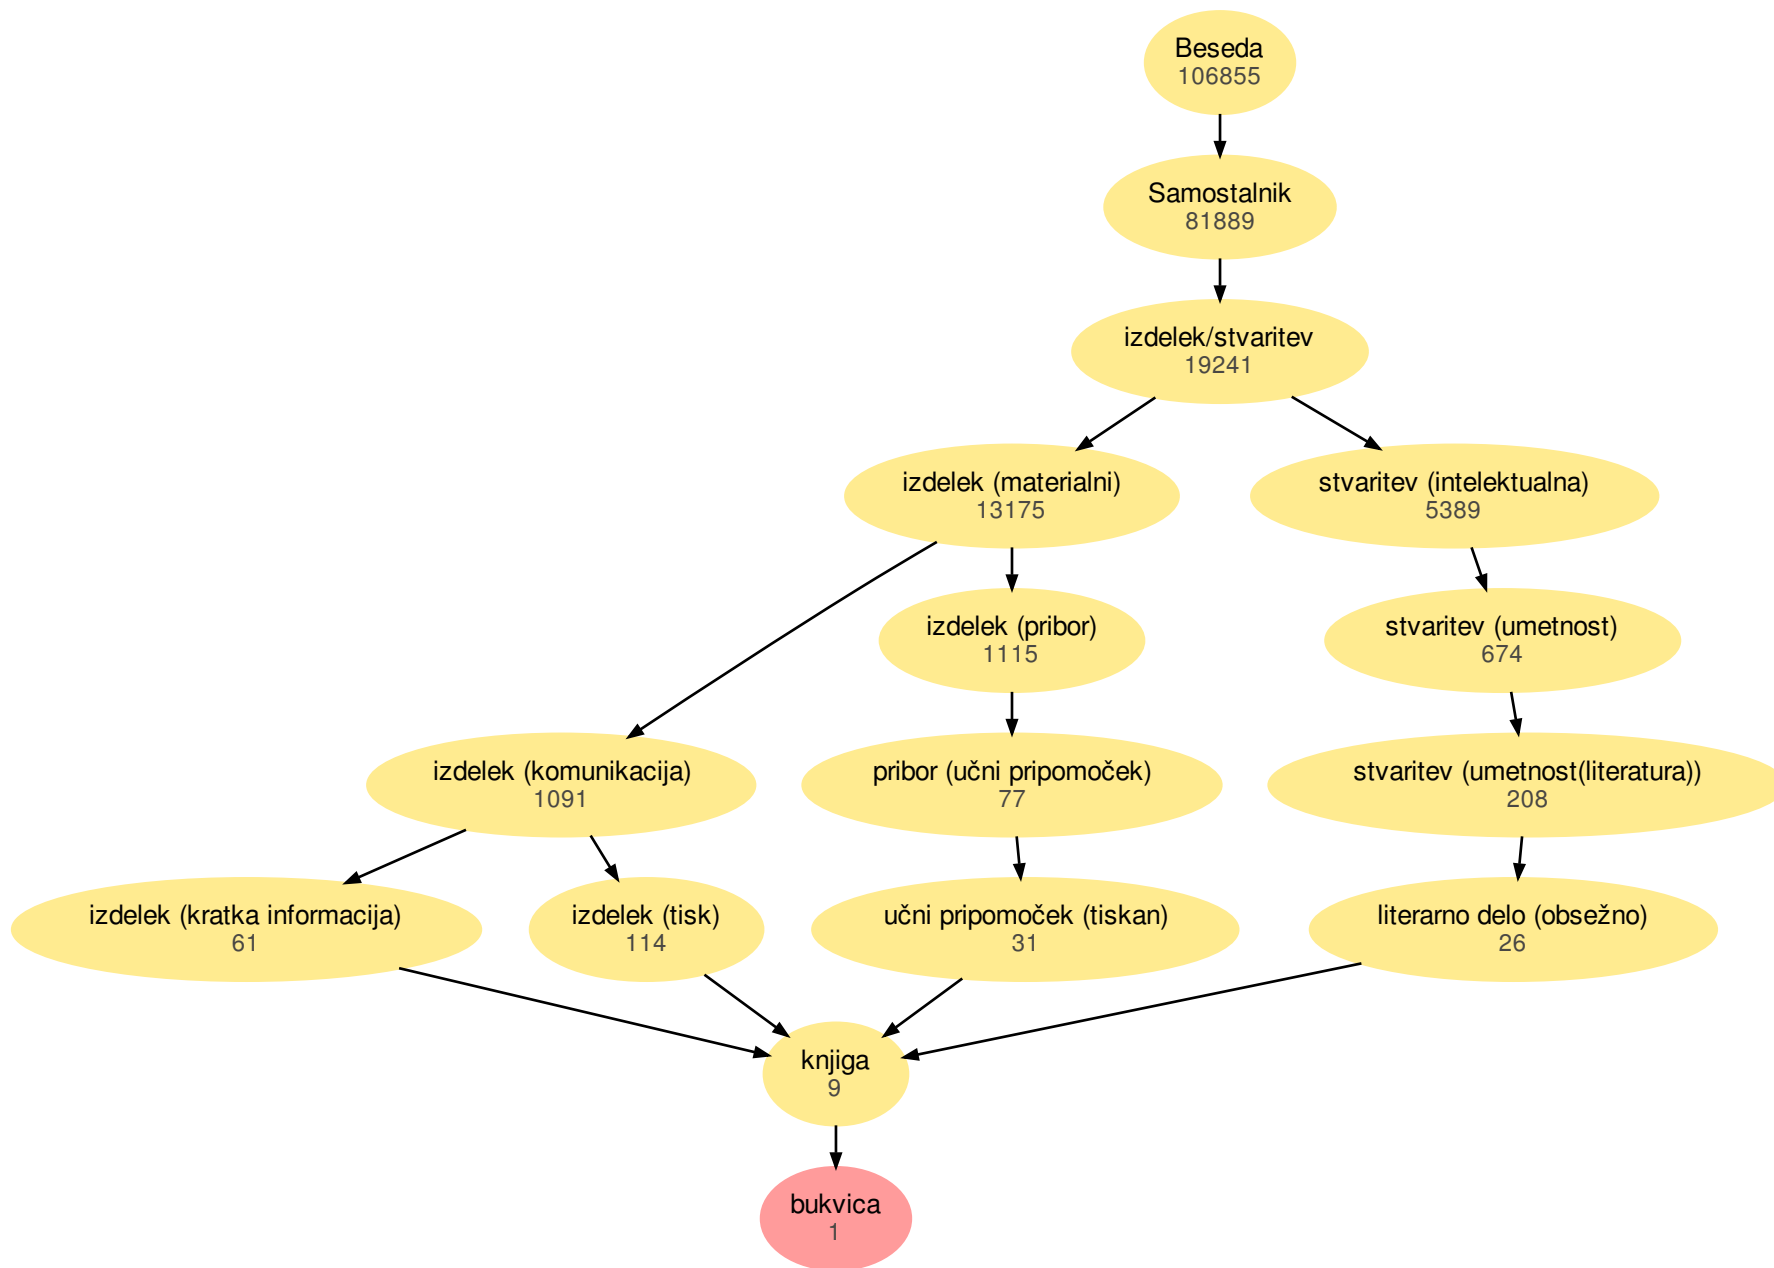 Beseda
106855
Samostalnik
81889
izdelek/stvaritev
19241
izdelek (materialni)
13175
stvaritev (intelektualna)
5389
izdelek (pribor)
1115
stvaritev (umetnost)
674
izdelek (komunikacija)
1091
pribor (učni pripomoček)
77
stvaritev (umetnost(literatura))
208
izdelek (kratka informacija)
61
izdelek (tisk)
114
učni pripomoček (tiskan)
31
literarno delo (obsežno)
26
knjiga
9
bukvica
1